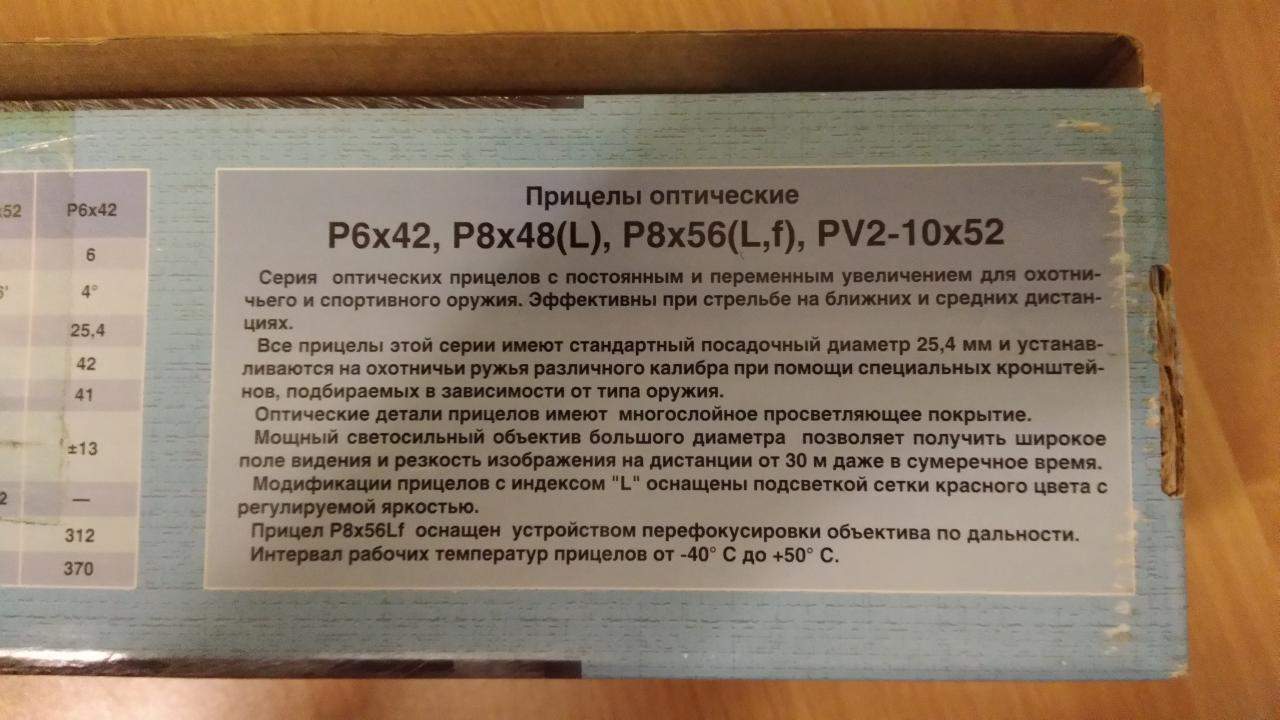 x52 P6x42
6
6' 4°
25,4
42
41
±13
2 —
312
370
Прицелы оптические
P6x42, P8x48(L), P8x56(L,f), PV2-10x52
Серия оптических прицелов с постоянным и переменным увеличением для охотни-
чьего и спортивного оружия. Эффективны при стрельбе на ближних и средних дистан-
циях.
Все прицелы этой серии имеют стандартный посадочный диаметр 25,4 мм и устанав-
ливаются на охотничьи ружья различного калибра при помощи специальных кронштей-
нов, подбираемых в зависимости от типа оружия.
Оптические детали прицелов имеют многослойное просветляющее покрытие.
Мощный светосильный объектив большого диаметра позволяет получить широкое
поле видения и резкость изображения на дистанции от 30 м даже в сумеречное время.
Модификации прицелов с индексом "L" оснащены подсветкой сетки красного цвета с
регулируемой яркостью.
Прицел P8x56Lf оснащен устройством перефокусировки объектива по дальности.
Интервал рабочих температур прицелов от -40° С до +50° С.